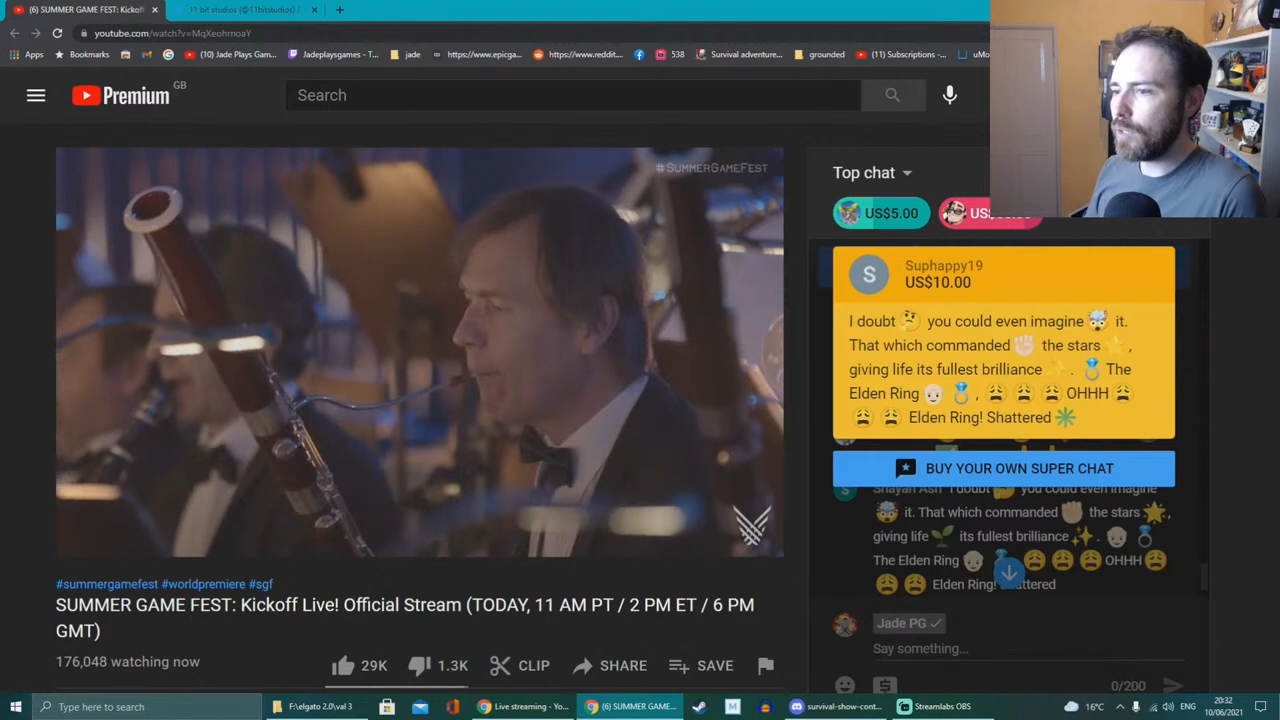 (6) SUMMER GAME FEST: Kickoff
11 bit studios (@11bitstudios) /
youtube.com/watch?v=MqXeohrnoaY
Apps
Bookmarks
(10) Jade Plays Gam...
Jadeplaysgames - T...
jade
https://www.epicga...
https://www.reddit...
538
Survival adventure...
grounded
(11) Subscriptions -...
uMo
Premium
GB
Search
#SUMMERGAMEFEST
Top chat
US$5.00
Suphappy19
US$10.00
I doubt 🤔 you could even imagine 🤯 it.
That which commanded ✊ the stars ⭐,
giving life its fullest brilliance ✨. 💍 The
Elden Ring 👴 💍, 😩 😩 😩 OHHH 😩
😩 😩 Elden Ring! Shattered ✳️
BUY YOUR OWN SUPER CHAT
Shayan Ash I doubt 🤔 you could even imagine
🤯 it. That which commanded ✊ the stars 🌟,
giving life 🌱 its fullest brilliance ✨. 👴 💍
The Elden Ring 👴 💍 😩 😩 😩 OHHH 😩
😩 😩 Elden Ring! Shattered
#summergamefest #worldpremiere #sgf
SUMMER GAME FEST: Kickoff Live! Official Stream (TODAY, 11 AM PT / 2 PM ET / 6 PM
GMT)
176,048 watching now
29K
1.3K
CLIP
SHARE
SAVE
Jade PG
Say something...
0/200
Type here to search
F:\elgato 2.0\val 3
Live streaming - Yo...
(6) SUMMER GAME...
survival-show-cont...
Streamlabs OBS
16°C
20:32
10/06/2021